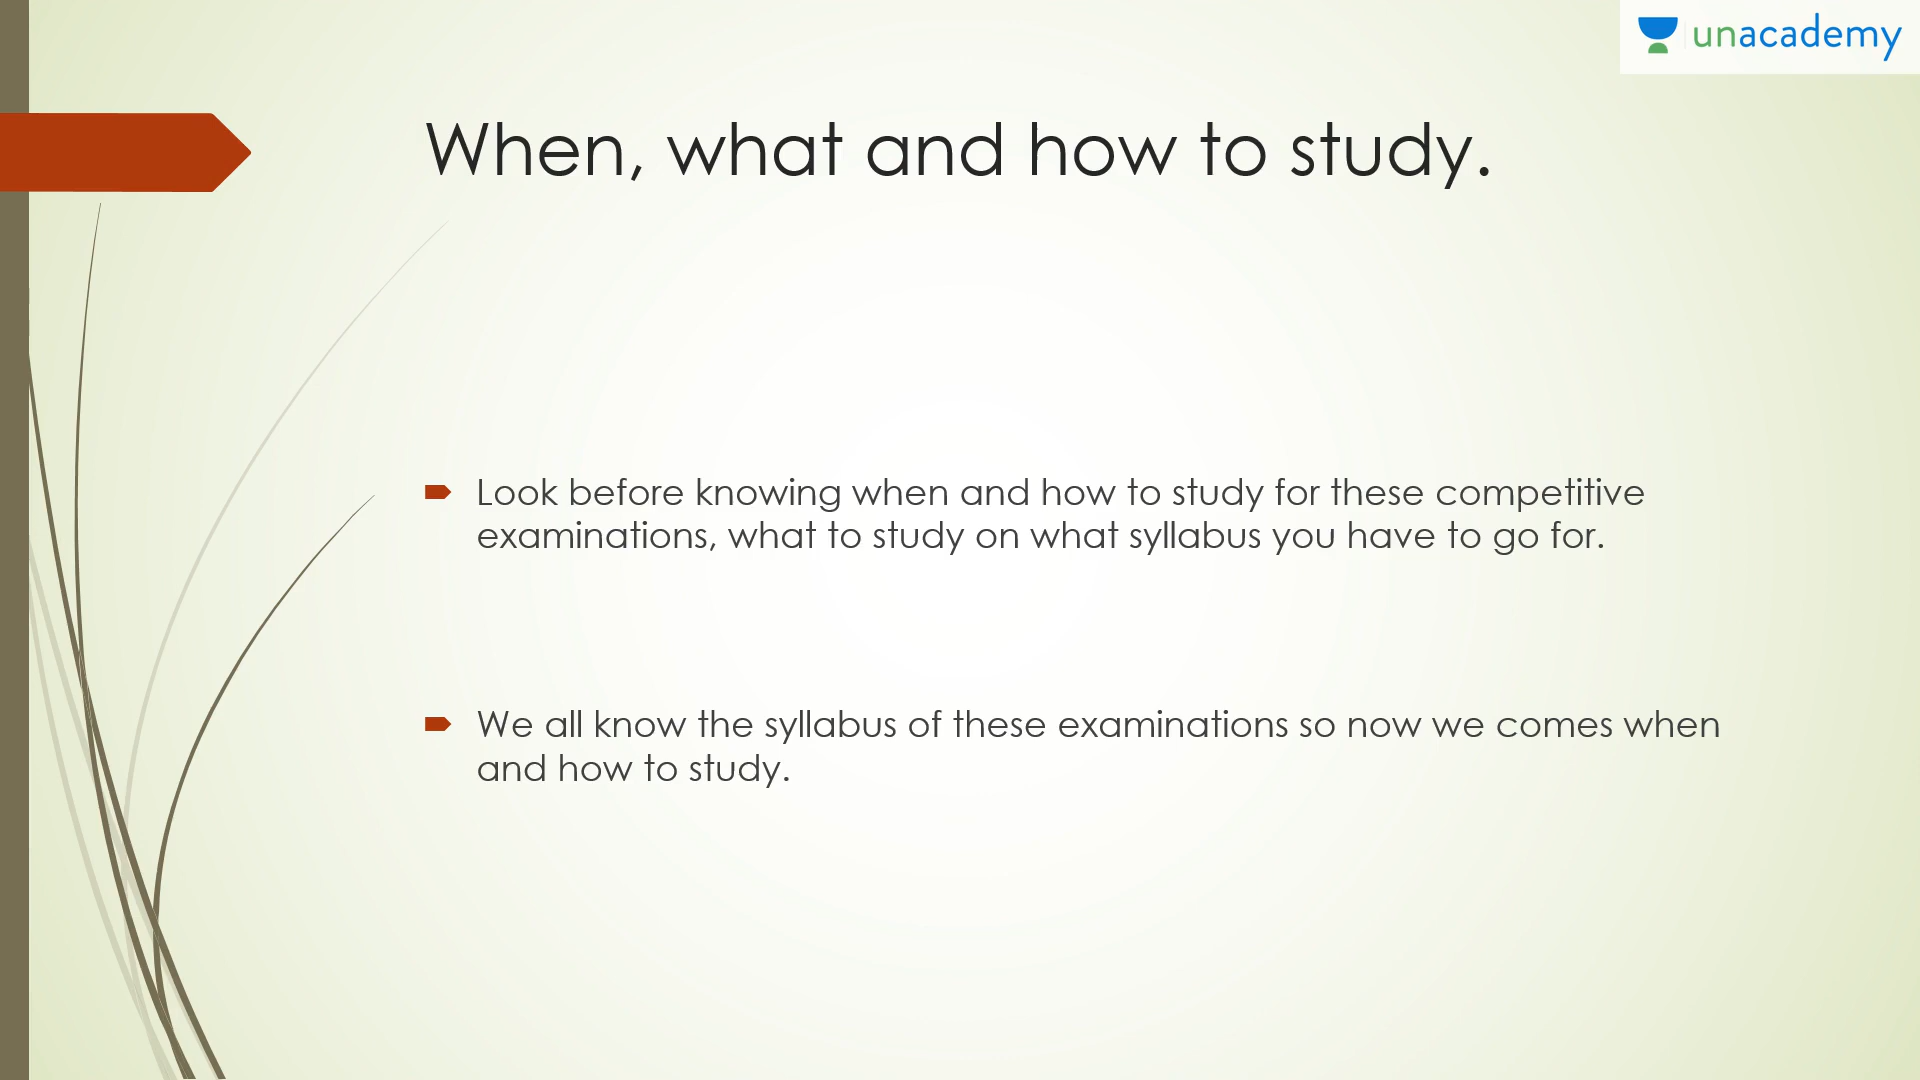 unacademy
When, what and how to study.
Look before knowing when and how to study for these competitive
examinations, what to study on what syllabus you have to go for.
We all know the syllabus of these examinations so now we comes when
and how to study.